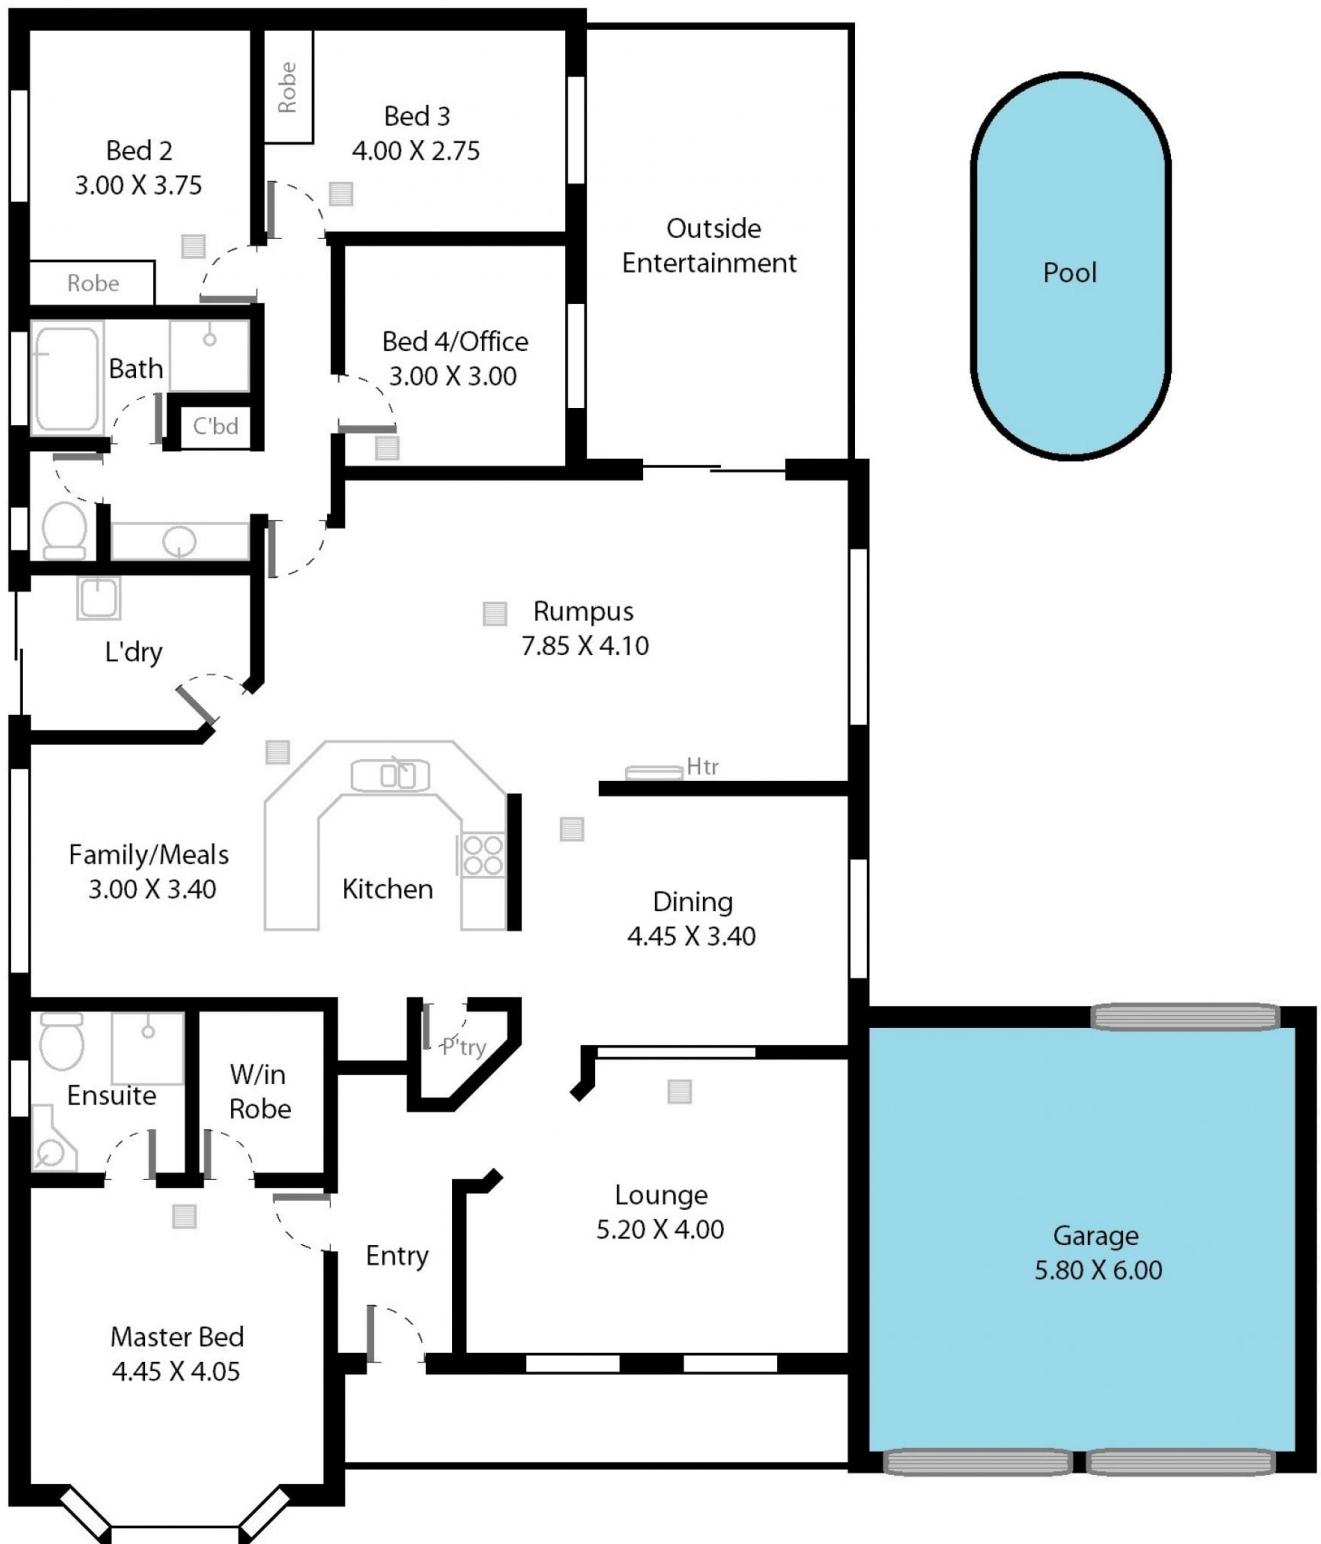 Robe
Bed 3
4.00 X 2.75
Bed 2
3.00 X 3.75
Outside
Entertainment
Pool
Robe
Bed 4/Office
3.00 X 3.00
Bath
C'bd
Rumpus
7.85 X 4.10
L'dry
Htr
Family/Meals
3.00 X 3.40
Kitchen
Dining
4.45 X 3.40
P'try
W/in
Robe
Ensuite
Lounge
5.20 X 4.00
Garage
5.80 X 6.00
Entry
Master Bed
4.45 X 4.05